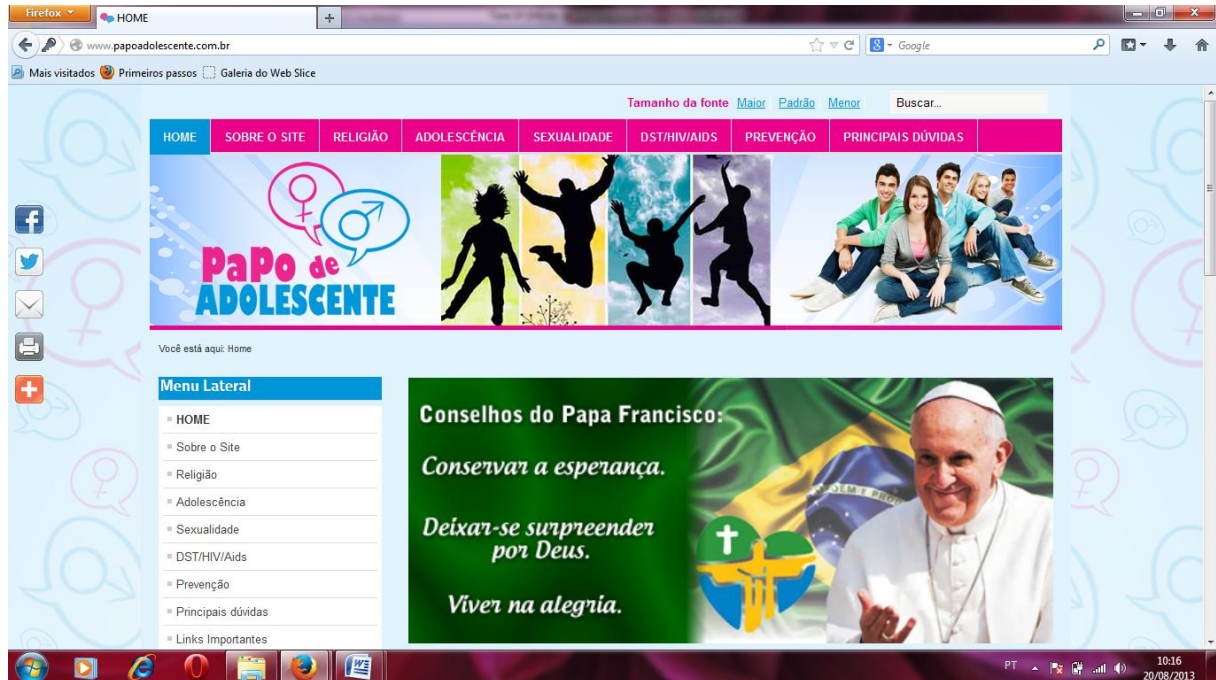 Firefox
HOME
www.papoadolescente.com.br
Google
Mais visitados Primeiros passos Galeria do Web Slice
Tamanho da fonte Maior Padrão Menor Buscar...
HOME SOBRE O SITE RELIGIÃO ADOLESCÊNCIA SEXUALIDADE DST/HIV/AIDS PREVENÇÃO PRINCIPAIS DÚVIDAS
PaPo de
ADOLESCENTE
Você está aqui: Home
Menu Lateral
HOME
Sobre o Site
Religião
Adolescência
Sexualidade
DST/HIV/Aids
Prevenção
Principais dúvidas
Links Importantes
Conselhos do Papa Francisco:
Conservar a esperança.
Deixar-se surpreender
por Deus.
Viver na alegria.
PT
10:16
20/08/2013